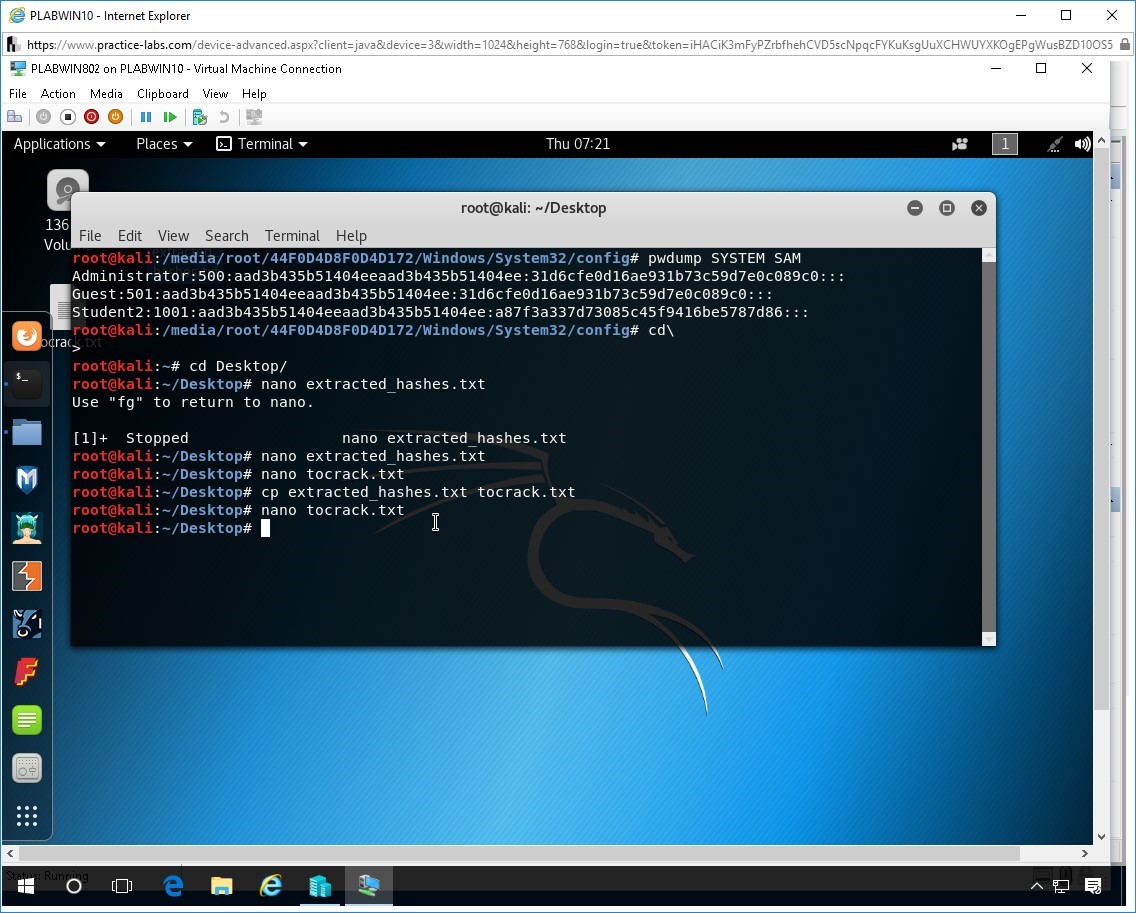 PLABWIN10 - Internet Explorer
https://www.practice-labs.com/device-advanced.aspx?client=java&device=3&width=1024&height=768&login=true&token=iHACiK3mFyPZrbfhehCVD5scNpqcFYKuKsgUuXCHWUYXKOgEPgWusBZD10OS5
PLABWIN802 on PLABWIN10 - Virtual Machine Connection
File Action Media Clipboard View Help
Applications Places Terminal Thu 07:21 1
136
Volu
root@kali: ~/Desktop
File Edit View Search Terminal Help
root@kali:/media/root/44F0D4D8F0D4D172/Windows/System32/config# pwdump SYSTEM SAM
Administrator:500:aad3b435b51404eeaad3b435b51404ee:31d6cfe0d16ae931b73c59d7e0c089c0:::
Guest:501:aad3b435b51404eeaad3b435b51404ee:31d6cfe0d16ae931b73c59d7e0c089c0:::
Student2:1001:aad3b435b51404eeaad3b435b51404ee:a87f3a337d73085c45f9416be5787d86:::
root@kali:/media/root/44F0D4D8F0D4D172/Windows/System32/config# cd\
>
ocrack.txt
root@kali:~# cd Desktop/
root@kali:~/Desktop# nano extracted_hashes.txt
Use "fg" to return to nano.
[1]+ Stopped nano extracted_hashes.txt
root@kali:~/Desktop# nano extracted_hashes.txt
root@kali:~/Desktop# nano tocrack.txt
root@kali:~/Desktop# cp extracted_hashes.txt tocrack.txt
root@kali:~/Desktop# nano tocrack.txt
root@kali:~/Desktop#
Status: Running